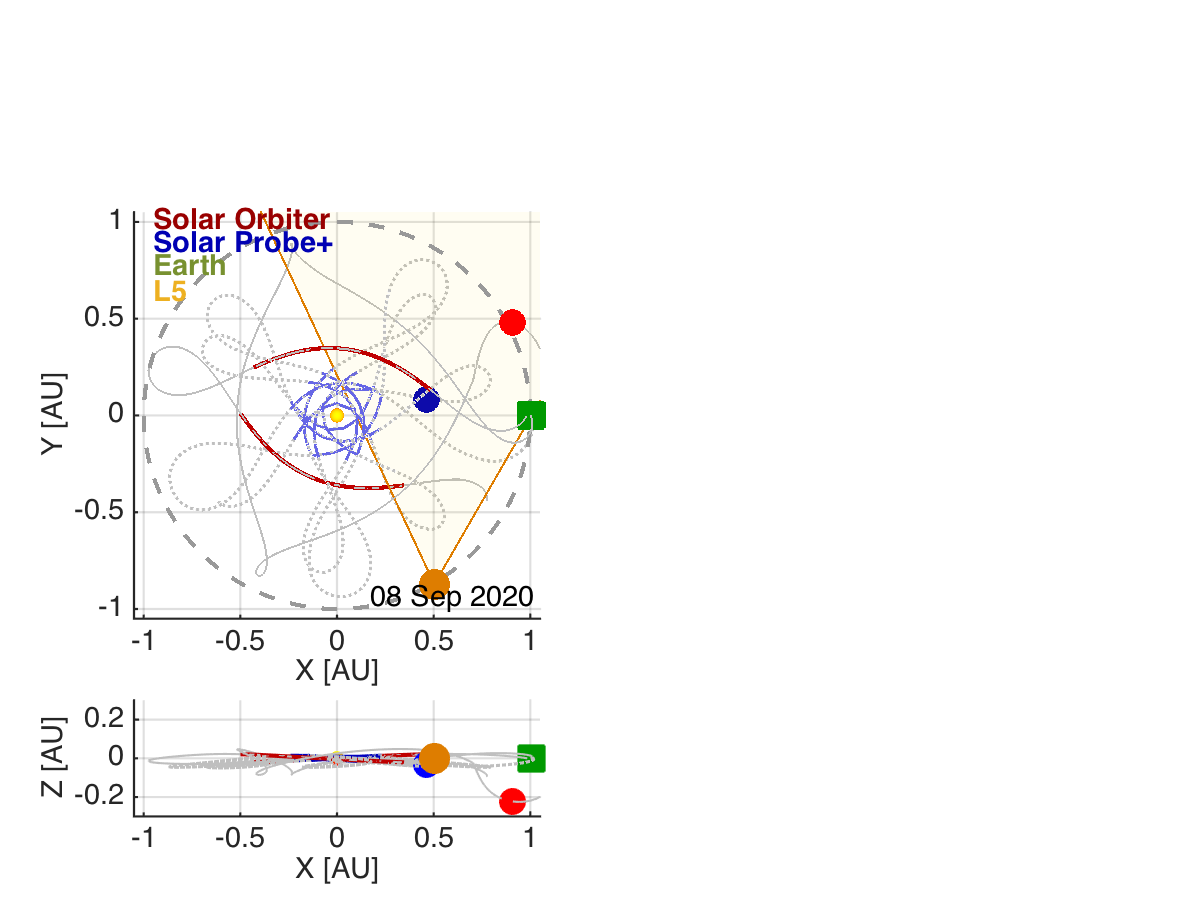 Solar Orbiter
Solar Probe+
Earth
L5
1
0.5
0
-0.5
-1
Y [AU]
08 Sep 2020
-1 -0.5 0 0.5 1
X [AU]
0.2
0
-0.2
Z [AU]
-1 -0.5 0 0.5 1
X [AU]